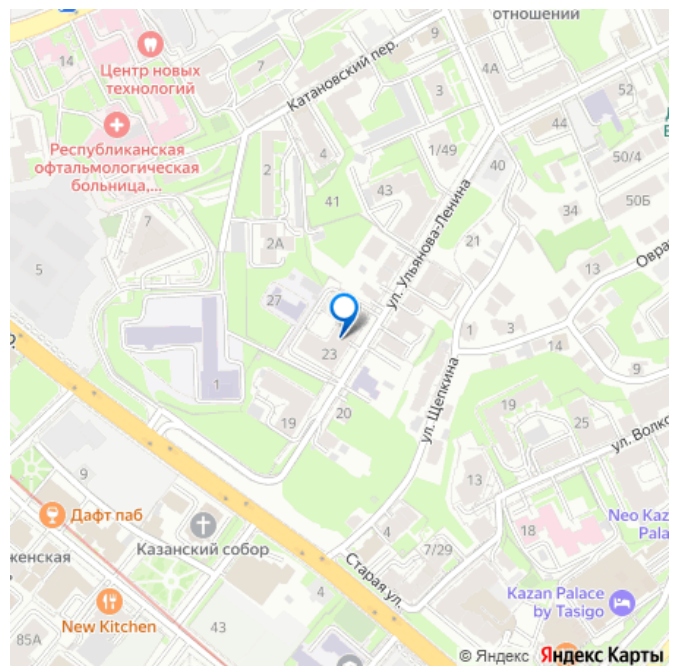 отношений
14
Центр новых
технологий
7
Катановский пер.
9
4А
3
52
44
Республиканская
офтальмологическая
больница,...
4
2
1/49
40
50/4
43
41
50Б
34
7
2А
21
5
ул. Ульянова-Ленина
13
Овра
27
1
3
23
14
1
9
ул. Щепкина
19
19
20
25
ул. Волко
13
9
Дафт паб
Казанский собор
18
Neo Kaz
Pala
4
7/29
женская
Старая ул.
Kazan Palace
by Tasigo
New Kitchen
4
43
85А
© Яндекс Яндекс Карты